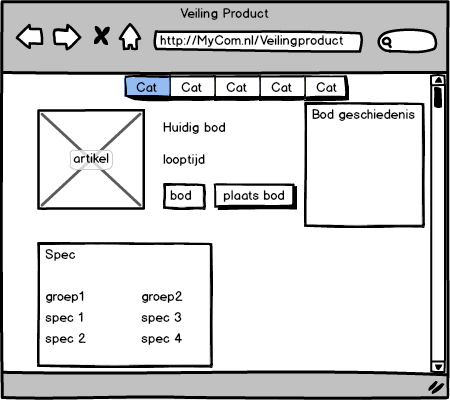 Veiling Product
http://MyCom.nl/Veilingproduct
Cat Cat Cat Cat Cat
artikel
Huidig bod
looptijd
bod plaats bod
Bod geschiedenis
Spec
groep1 groep2
spec 1 spec 3
spec 2 spec 4